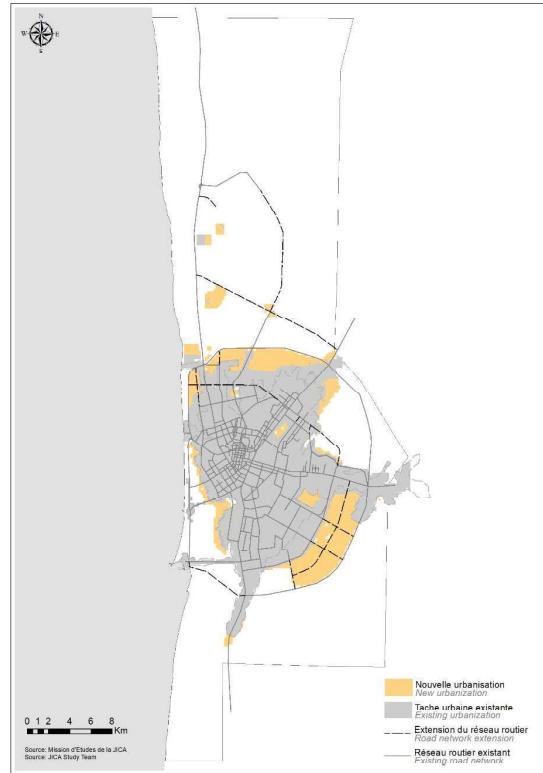 N
W E
S
Nouvelle urbanisation
New urbanization
Tache urbaine existante
Existing urbanization
Extension du réseau routier
Road network extension
Réseau routier existant
Existing road network
0 1 2 4 6 8
Km
Source: Mission d'Etudes de la JICA
Source: JICA Study Team